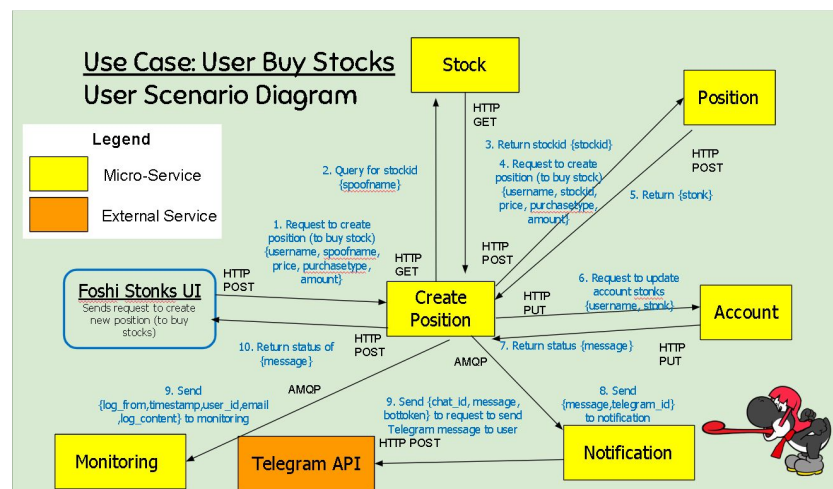 Use Case: User Buy Stocks
User Scenario Diagram
Legend
Micro-Service
External Service
Stock
HTTP
GET
Position
HTTP
POST
2. Query for stockid
{spoofname}
3. Return stockid {stockid}
4. Request to create
position (to buy stock)
{username, stockid,
price, purchasetype,
amount}
5. Return {stonk}
1. Request to create
position (to buy stock)
{username, spoofname,
price, purchasetype,
amount}
HTTP
GET
HTTP
POST
Foshi Stonks UI
Sends request to create
new position (to buy
stocks)
HTTP
POST
Create
Position
HTTP
PUT
6. Request to update
account stonks
{username, stonk}
Account
10. Return status of
{message}
HTTP
POST
AMQP
7. Return status {message}
HTTP
PUT
9. Send
{log_from,timestamp,user_id,email
,log_content} to monitoring
AMQP
9. Send {chat_id, message,
bottoken} to request to send
Telegram message to user
HTTP POST
8. Send
{message,telegram_id}
to notification
Monitoring
Telegram API
Notification